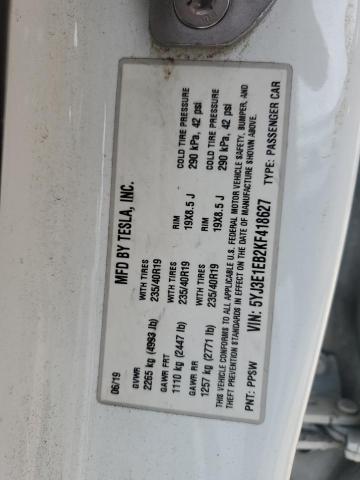 MFD BY TESLA, INC.
06/19
GVWR WITH TIRES RIM COLD TIRE PRESSURE
2265 kg (4993 lb) 235/40R19 19X8.5 J 290 kPa, 42 psi
GAWR FRT
1110 kg (2447 lb) 235/40R19
GAWR RR WITH TIRES RIM COLD TIRE PRESSURE
1257 kg (2771 lb) 235/40R19 19X8.5 J 290 kPa, 42 psi
THIS VEHICLE CONFORMS TO ALL APPLICABLE U.S. FEDERAL MOTOR VEHICLE SAFETY, BUMPER, AND
THEFT PREVENTION STANDARDS IN EFFECT ON THE DATE OF MANUFACTURE SHOWN ABOVE.
VIN: 5YJ3E1EB2KF418627 TYPE: PASSENGER CAR
PNT: PPSW